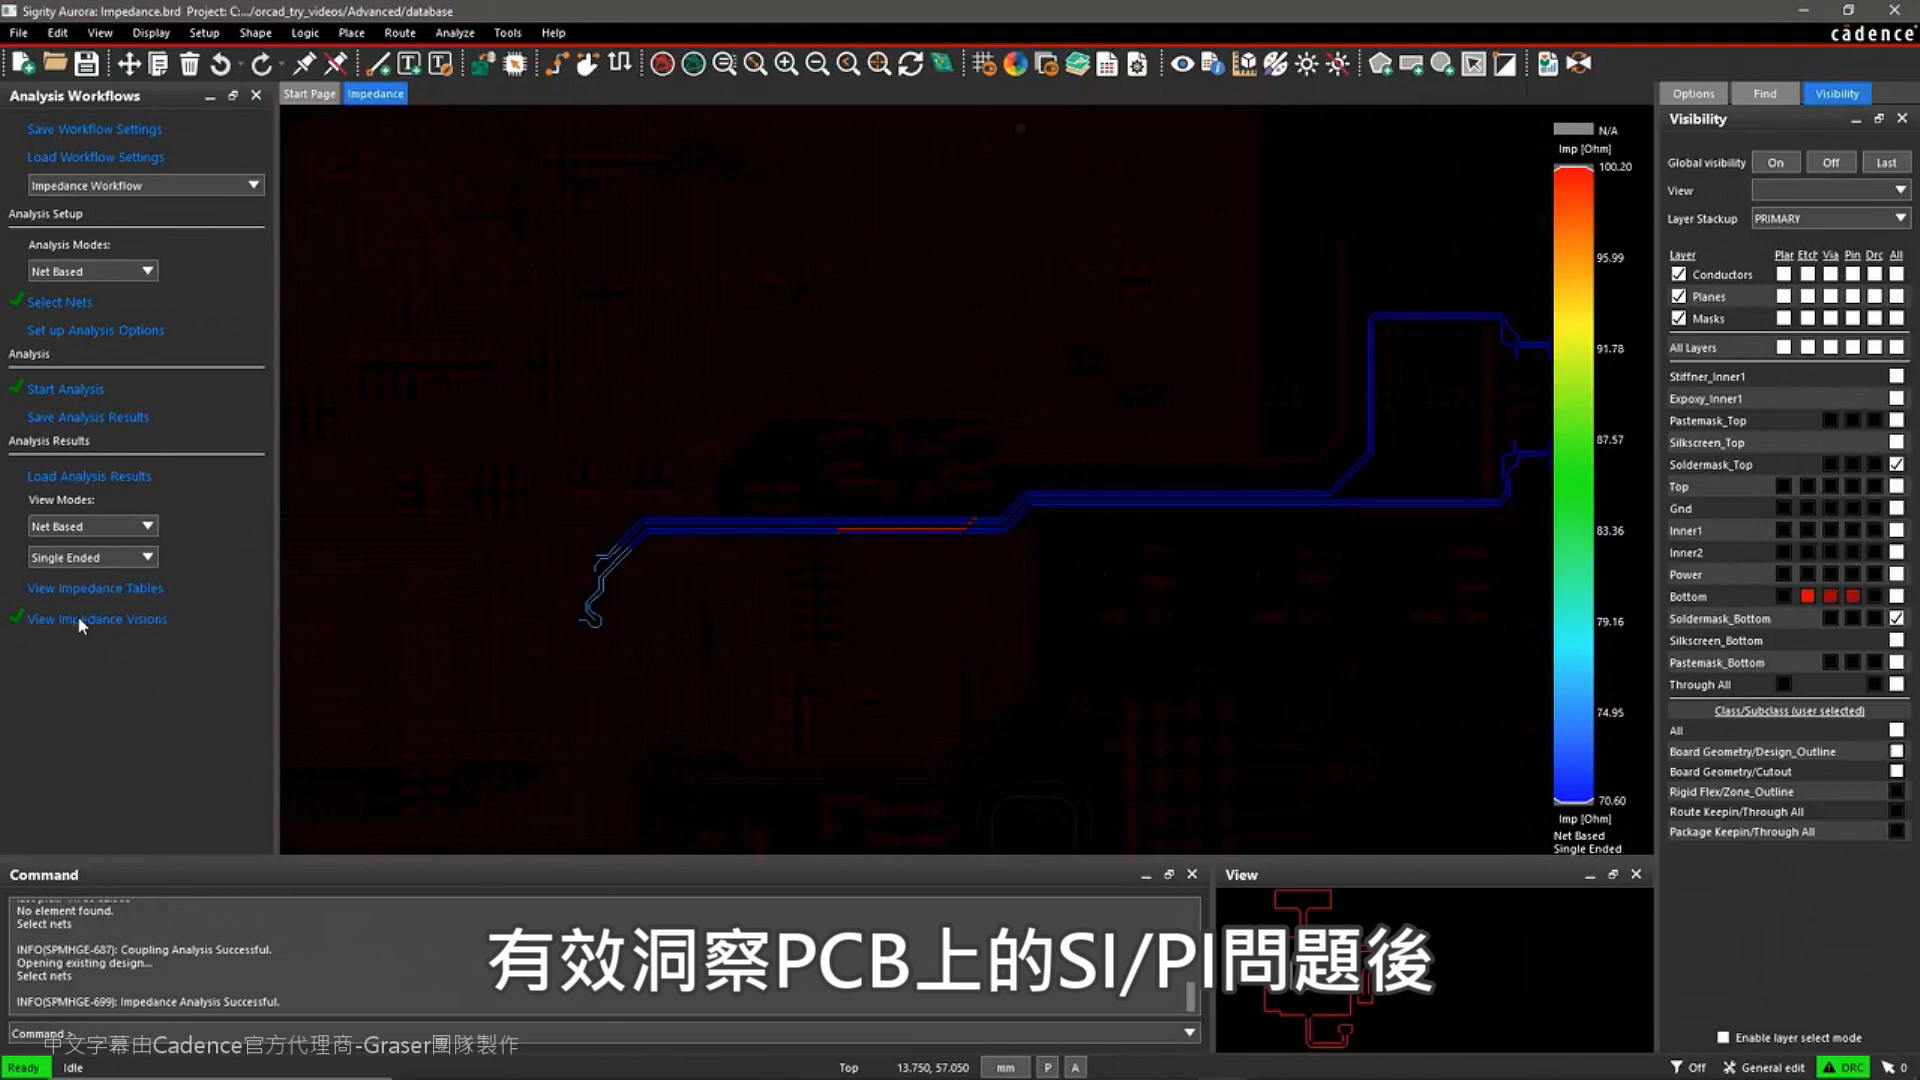 Sigrity Aurora: Impedance.brd Project: C:.../orcad_try_videos/Advanced/database
File Edit View Display Setup Shape Logic Place Route Analyze Tools Help
cādence
Analysis Workflows
Start Page Impedance
Options Find Visibility
Visibility
Save Workflow Settings
Load Workflow Settings
Impedance Workflow
Analysis Setup
Analysis Modes:
Net Based
Select Nets
Set up Analysis Options
Analysis
Start Analysis
Save Analysis Results
Analysis Results
Load Analysis Results
View Modes:
Net Based
Single Ended
View Impedance Tables
View Impedance Visions
N/A
Imp [Ohm]
100.20
95.99
91.78
87.57
83.36
79.16
74.95
70.60
Imp [Ohm]
Net Based
Single Ended
Global visibility On Off Last
View
Layer Stackup PRIMARY
Layer Plar Etch Via Pin Drc All
Conductors
Planes
Masks
All Layers
Stiffner_Inner1
Expoxy_Inner1
Pastemask_Top
Silkscreen_Top
Soldermask_Top
Top
Gnd
Inner1
Inner2
Power
Bottom
Soldermask_Bottom
Silkscreen_Bottom
Pastemask_Bottom
Through All
Class/Subclass (user selected)
All
Board Geometry/Design_Outline
Board Geometry/Cutout
Rigid Flex/Zone_Outline
Route Keepin/Through All
Package Keepin/Through All
Enable layer select mode
Command
No element found.
Select nets
INFO(SPMHGE-687): Coupling Analysis Successful.
Opening existing design...
Select nets
INFO(SPMHGE-699): Impedance Analysis Successful.
Command >
View
有效洞察PCB上的SI/PI問題後
中文字幕由Cadence官方代理商-Graser團隊製作
Ready Idle Top 13.750, 57.050 mm P A Off General edit DRC 0